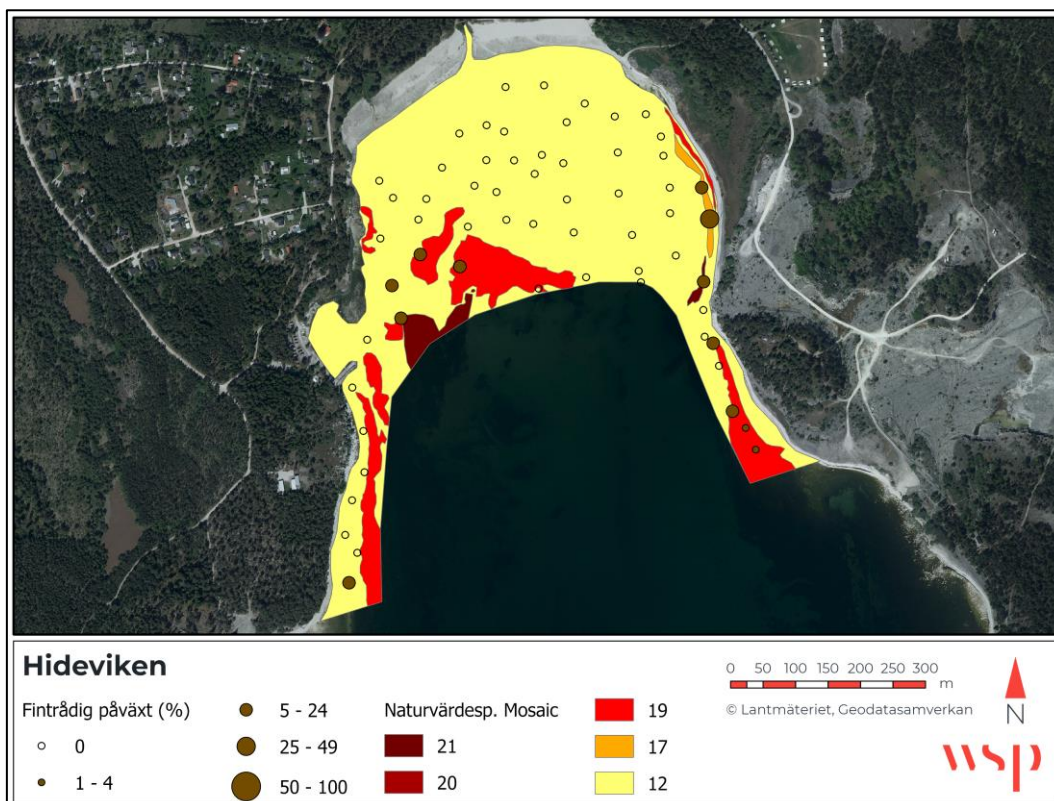 Hideviken
Fintrådig påväxt (%)
0
1 - 4
5 - 24
25 - 49
50 - 100
Naturvärdesp. Mosaic
21
20
19
17
12
0 50 100 150 200 250 300
m
© Lantmäteriet, Geodatasamverkan
N
wsp